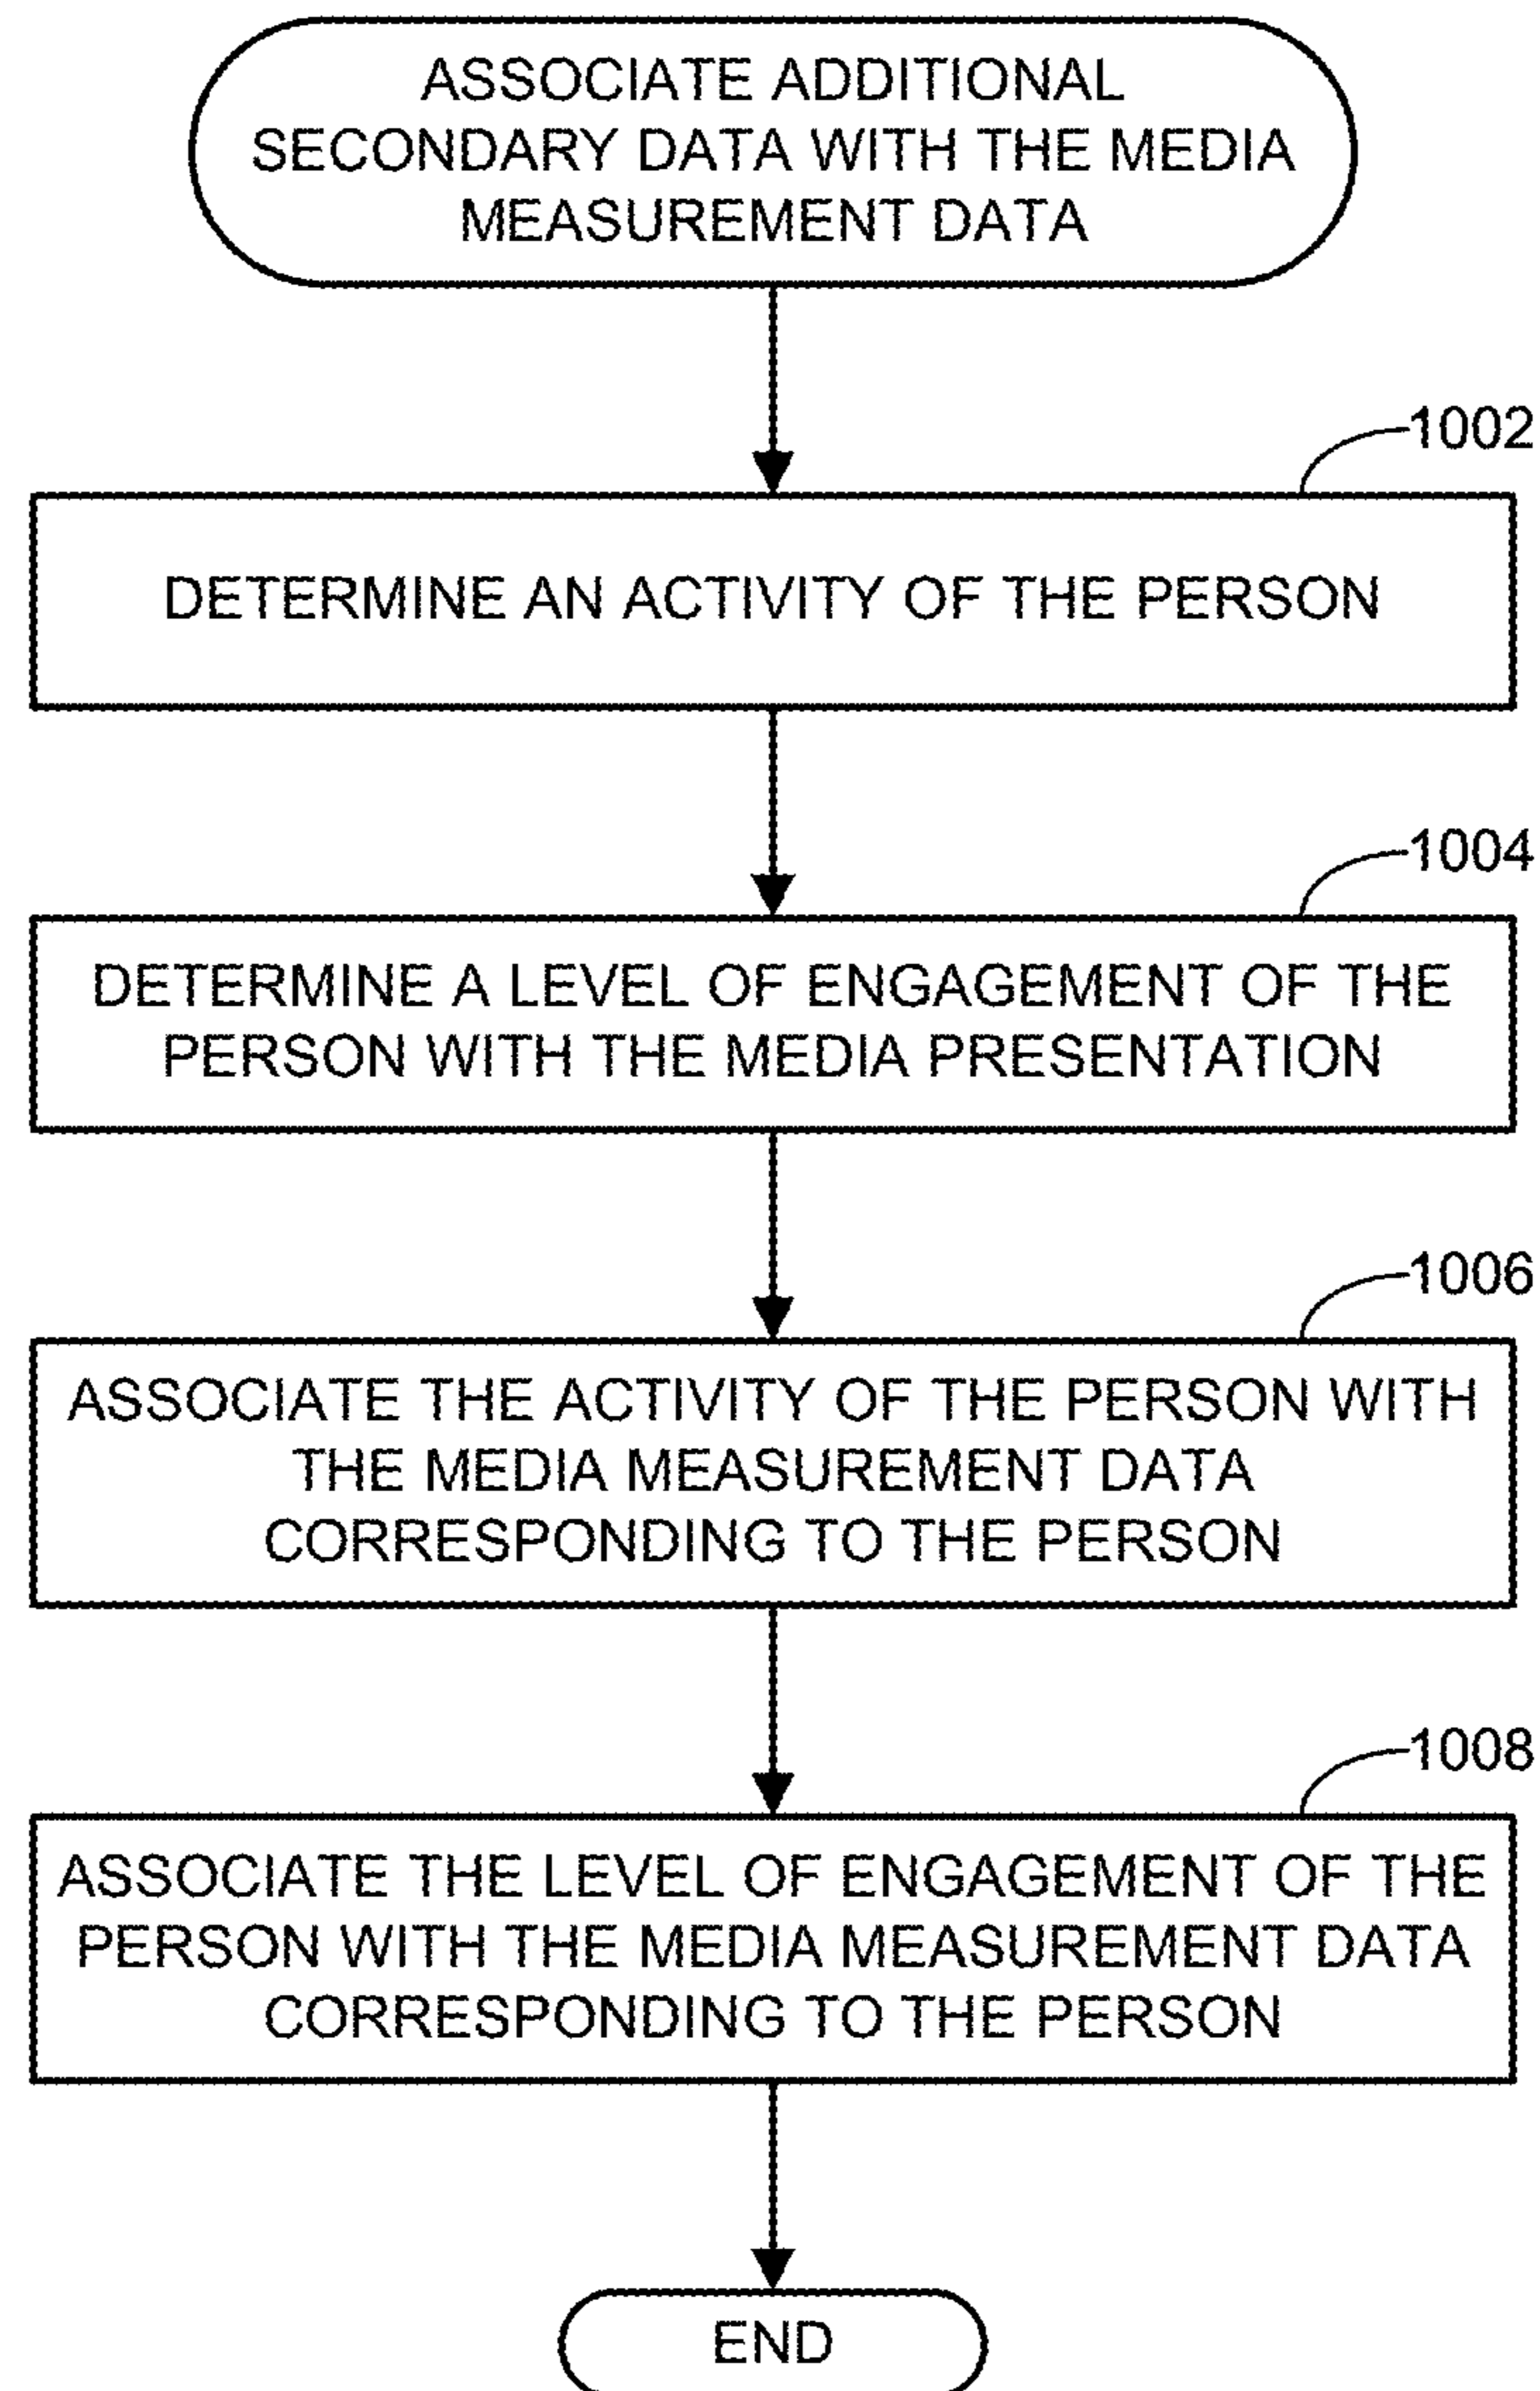 ASSOCIATE ADDITIONAL
SECONDARY DATA WITH THE MEDIA
MEASUREMENT DATA
1002
DETERMINE AN ACTIVITY OF THE PERSON
1004
DETERMINE A LEVEL OF ENGAGEMENT OF THE
PERSON WITH THE MEDIA PRESENTATION
1006
ASSOCIATE THE ACTIVITY OF THE PERSON WITH
THE MEDIA MEASUREMENT DATA
CORRESPONDING TO THE PERSON
1008
ASSOCIATE THE LEVEL OF ENGAGEMENT OF THE
PERSON WITH THE MEDIA MEASUREMENT DATA
CORRESPONDING TO THE PERSON
END